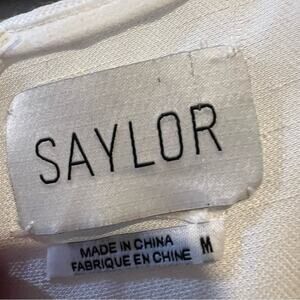 SAYLOR
MADE IN CHINA
FABRIQUE EN CHINE
M